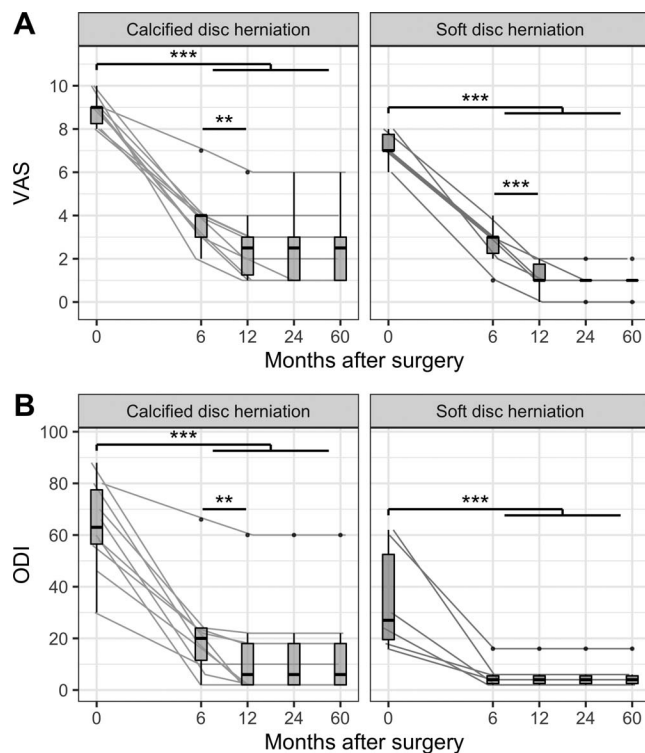 A
Calcified disc herniation
Soft disc herniation
VAS
10
8
6
4
2
0
***
**
***
***
0 6 12 24 60
0 6 12 24 60
Months after surgery
B
Calcified disc herniation
Soft disc herniation
ODI
100
80
60
40
20
0
***
**
***
0 6 12 24 60
0 6 12 24 60
Months after surgery